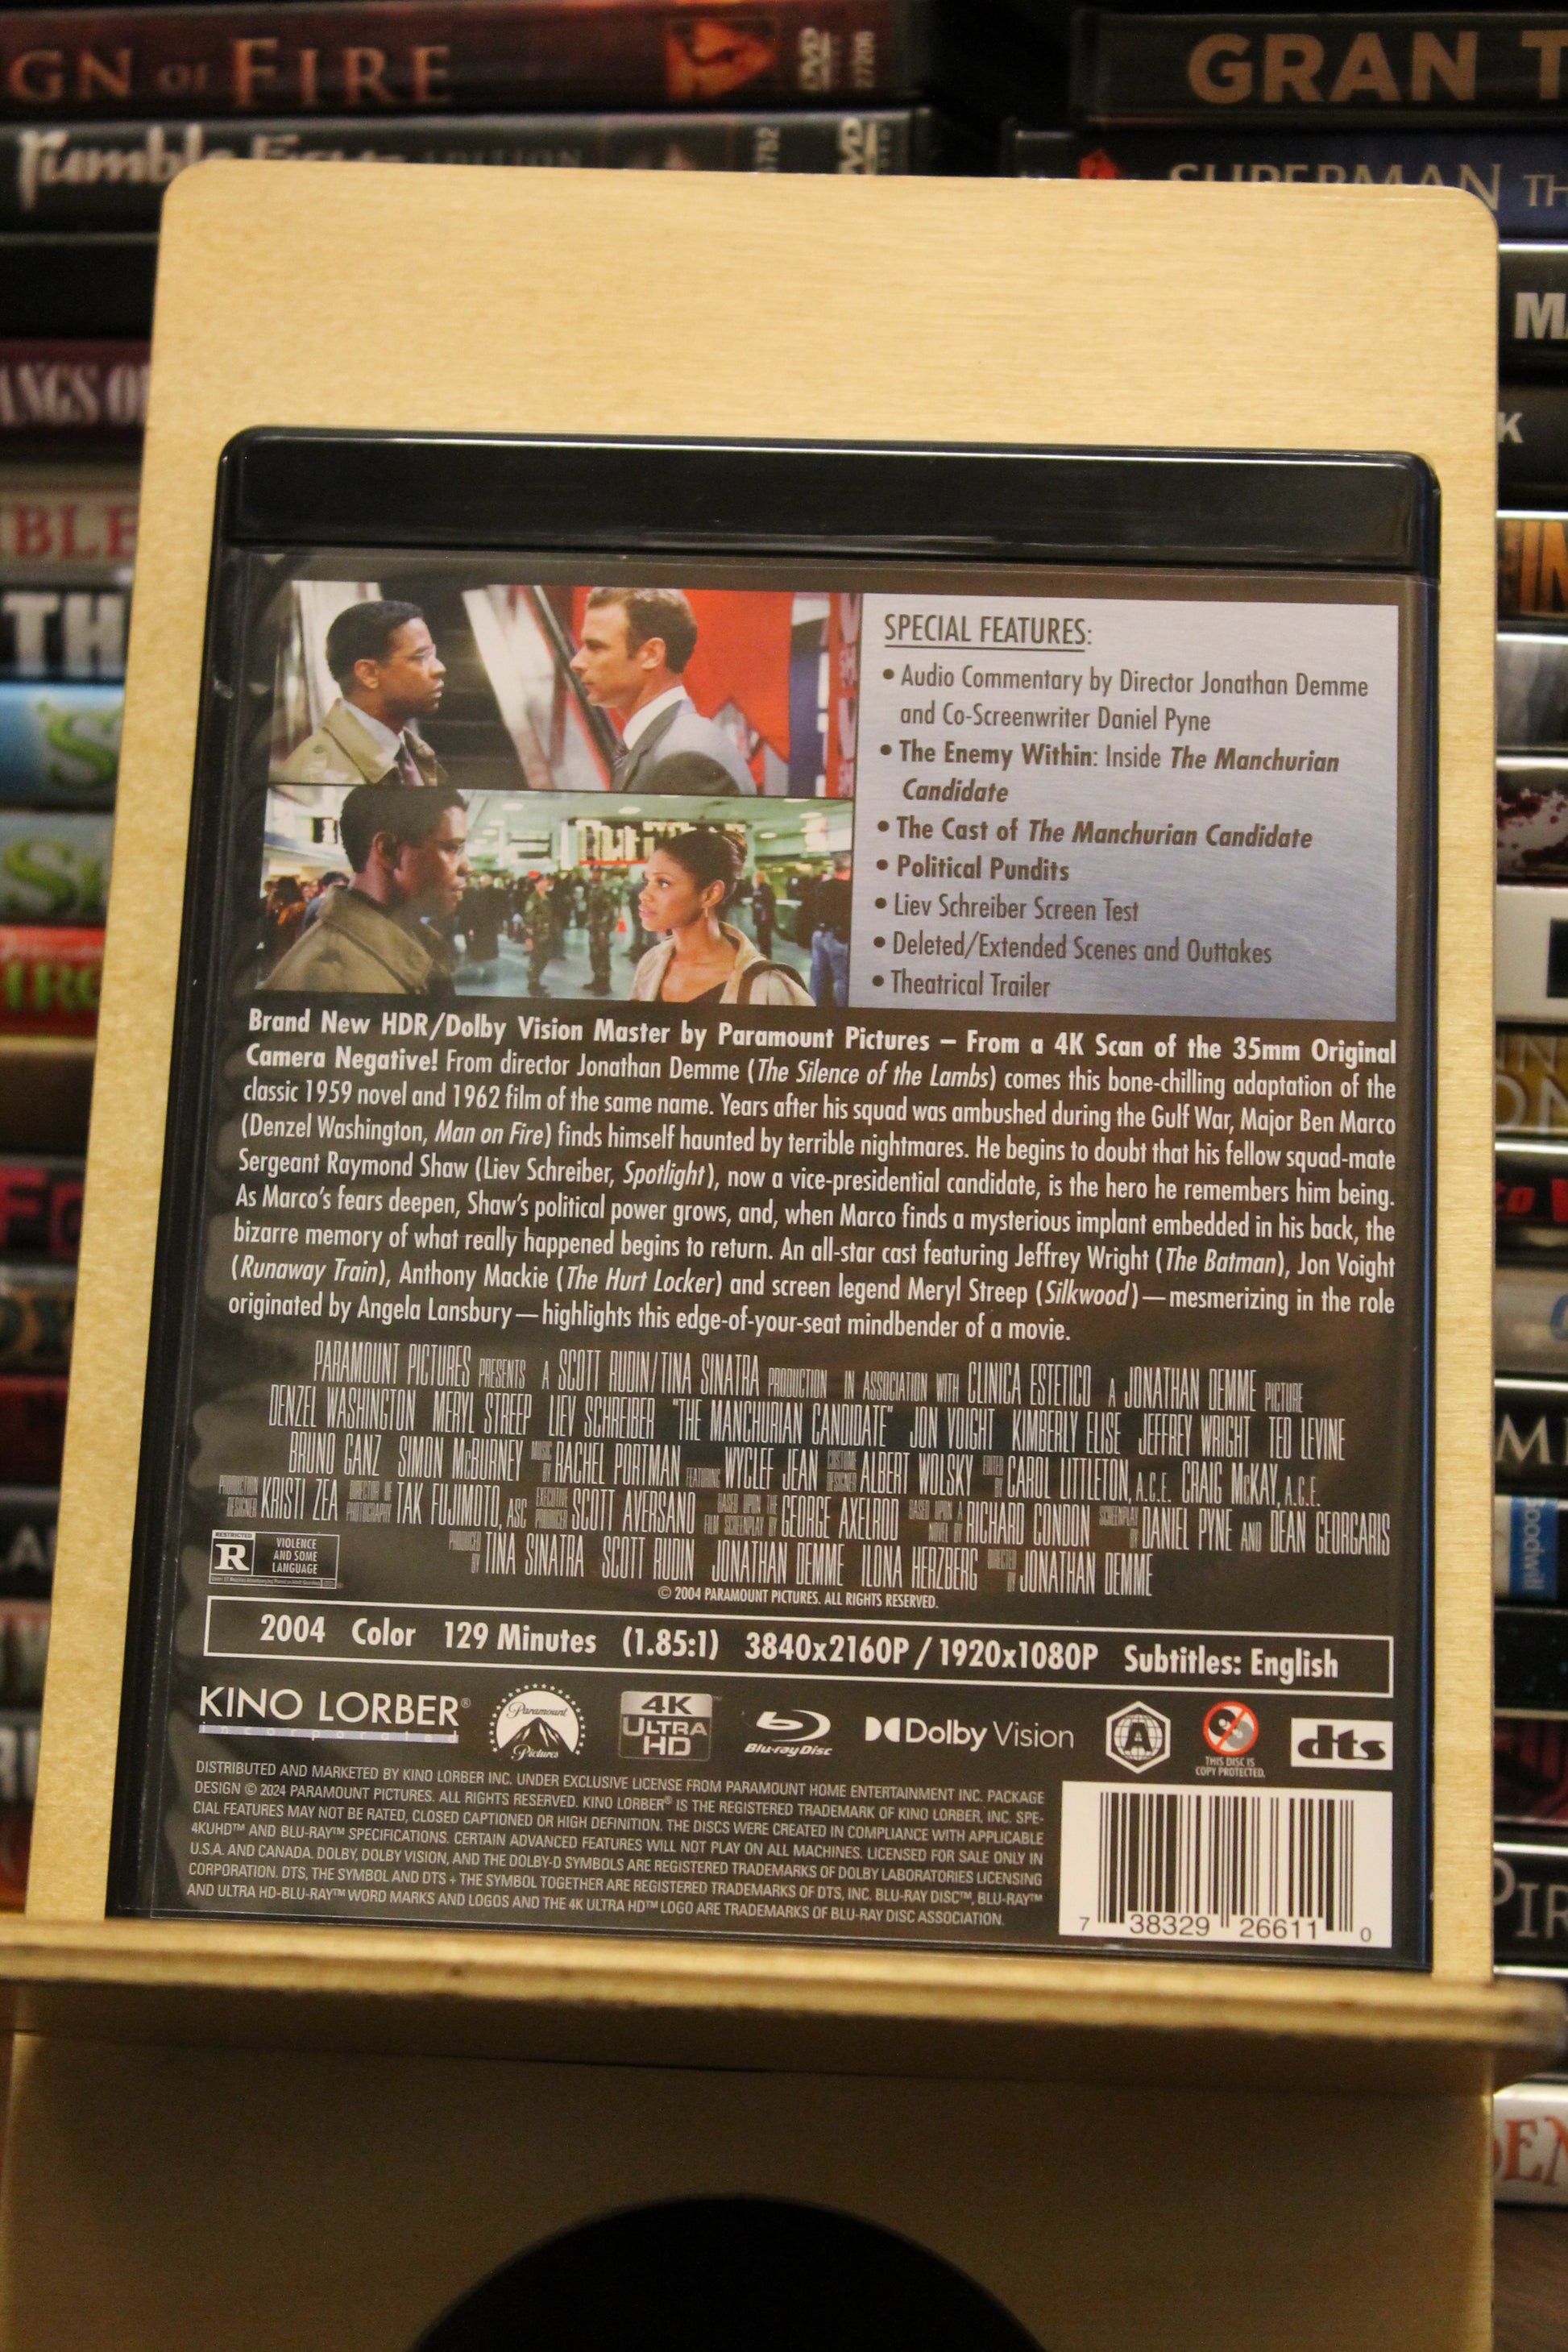 GN OF FIRE
DVD
27708
GRAN T
Rumble
EDITION
DVD
SUPERMAN TH
ANGS O
MA
K
BLE
TH
SPECIAL FEATURES:
• Audio Commentary by Director Jonathan Demme
and Co-Screenwriter Daniel Pyne
• The Enemy Within: Inside The Manchurian
Candidate
• The Cast of The Manchurian Candidate
• Political Pundits
• Liev Schreiber Screen Test
• Deleted/Extended Scenes and Outtakes
• Theatrical Trailer
Brand New HDR/Dolby Vision Master by Paramount Pictures – From a 4K Scan of the 35mm Original
Camera Negative! From director Jonathan Demme (The Silence of the Lambs) comes this bone-chilling adaptation of the
classic 1959 novel and 1962 film of the same name. Years after his squad was ambushed during the Gulf War, Major Ben Marco
(Denzel Washington, Man on Fire) finds himself haunted by terrible nightmares. He begins to doubt that his fellow squad-mate
Sergeant Raymond Shaw (Liev Schreiber, Spotlight), now a vice-presidential candidate, is the hero he remembers him being.
As Marco's fears deepen, Shaw's political power grows, and, when Marco finds a mysterious implant embedded in his back, the
bizarre memory of what really happened begins to return. An all-star cast featuring Jeffrey Wright (The Batman), Jon Voight
(Runaway Train), Anthony Mackie (The Hurt Locker) and screen legend Meryl Streep (Silkwood)—mesmerizing in the role
originated by Angela Lansbury—highlights this edge-of-your-seat mindbender of a movie.
PARAMOUNT PICTURES PRESENTS A SCOTT RUDIN/TINA SINATRA PRODUCTION IN ASSOCIATION WITH CLINICA ESTETICO A JONATHAN DEMME PICTURE
DENZEL WASHINGTON MERYL STREEP LIEV SCHREIBER "THE MANCHURIAN CANDIDATE" JON VOIGHT KIMBERLY ELISE JEFFREY WRIGHT TED LEVINE
BRUNO GANZ SIMON McBURNEY MUSIC BY RACHEL PORTMAN FEATURING WYCLEF JEAN COSTUME DESIGNER ALBERT WOLSKY EDITED BY CAROL LITTLETON, A.C.E. CRAIG McKAY, A.C.E.
PRODUCTION DESIGNER KRISTI ZEA DIRECTOR OF PHOTOGRAPHY TAK FUJIMOTO, ASC EXECUTIVE PRODUCER SCOTT AVERSANO BASED UPON THE FILM SCREENPLAY BY GEORGE AXELROD BASED UPON A NOVEL BY RICHARD CONDON SCREENPLAY BY DANIEL PYNE AND DEAN GEORGARIS
PRODUCED BY TINA SINATRA SCOTT RUDIN JONATHAN DEMME ILONA HERZBERG DIRECTED BY JONATHAN DEMME
RESTRICTED
R
VIOLENCE
AND SOME
LANGUAGE
© 2004 PARAMOUNT PICTURES. ALL RIGHTS RESERVED.
2004 Color 129 Minutes (1.85:1) 3840x2160P / 1920x1080P Subtitles: English
KINO LORBER®
incorporated
Paramount
Pictures
4K
ULTRA
HD™
Blu-ray Disc
Dolby Vision
A
THIS DISC IS
COPY PROTECTED.
dts
DISTRIBUTED AND MARKETED BY KINO LORBER INC. UNDER EXCLUSIVE LICENSE FROM PARAMOUNT HOME ENTERTAINMENT INC. PACKAGE
DESIGN © 2024 PARAMOUNT PICTURES. ALL RIGHTS RESERVED. KINO LORBER® IS THE REGISTERED TRADEMARK OF KINO LORBER, INC. SPE-
CIAL FEATURES MAY NOT BE RATED, CLOSED CAPTIONED OR HIGH DEFINITION. THE DISCS WERE CREATED IN COMPLIANCE WITH APPLICABLE
4KUHD™ AND BLU-RAY™ SPECIFICATIONS. CERTAIN ADVANCED FEATURES WILL NOT PLAY ON ALL MACHINES. LICENSED FOR SALE ONLY IN
U.S.A. AND CANADA. DOLBY, DOLBY VISION, AND THE DOLBY-D SYMBOLS ARE REGISTERED TRADEMARKS OF DOLBY LABORATORIES LICENSING
CORPORATION. DTS, THE SYMBOL AND DTS + THE SYMBOL TOGETHER ARE REGISTERED TRADEMARKS OF DTS, INC. BLU-RAY DISC™, BLU-RAY™
AND ULTRA HD-BLU-RAY™ WORD MARKS AND LOGOS AND THE 4K ULTRA HD™ LOGO ARE TRADEMARKS OF BLU-RAY DISC ASSOCIATION.
7 38329 26611 0